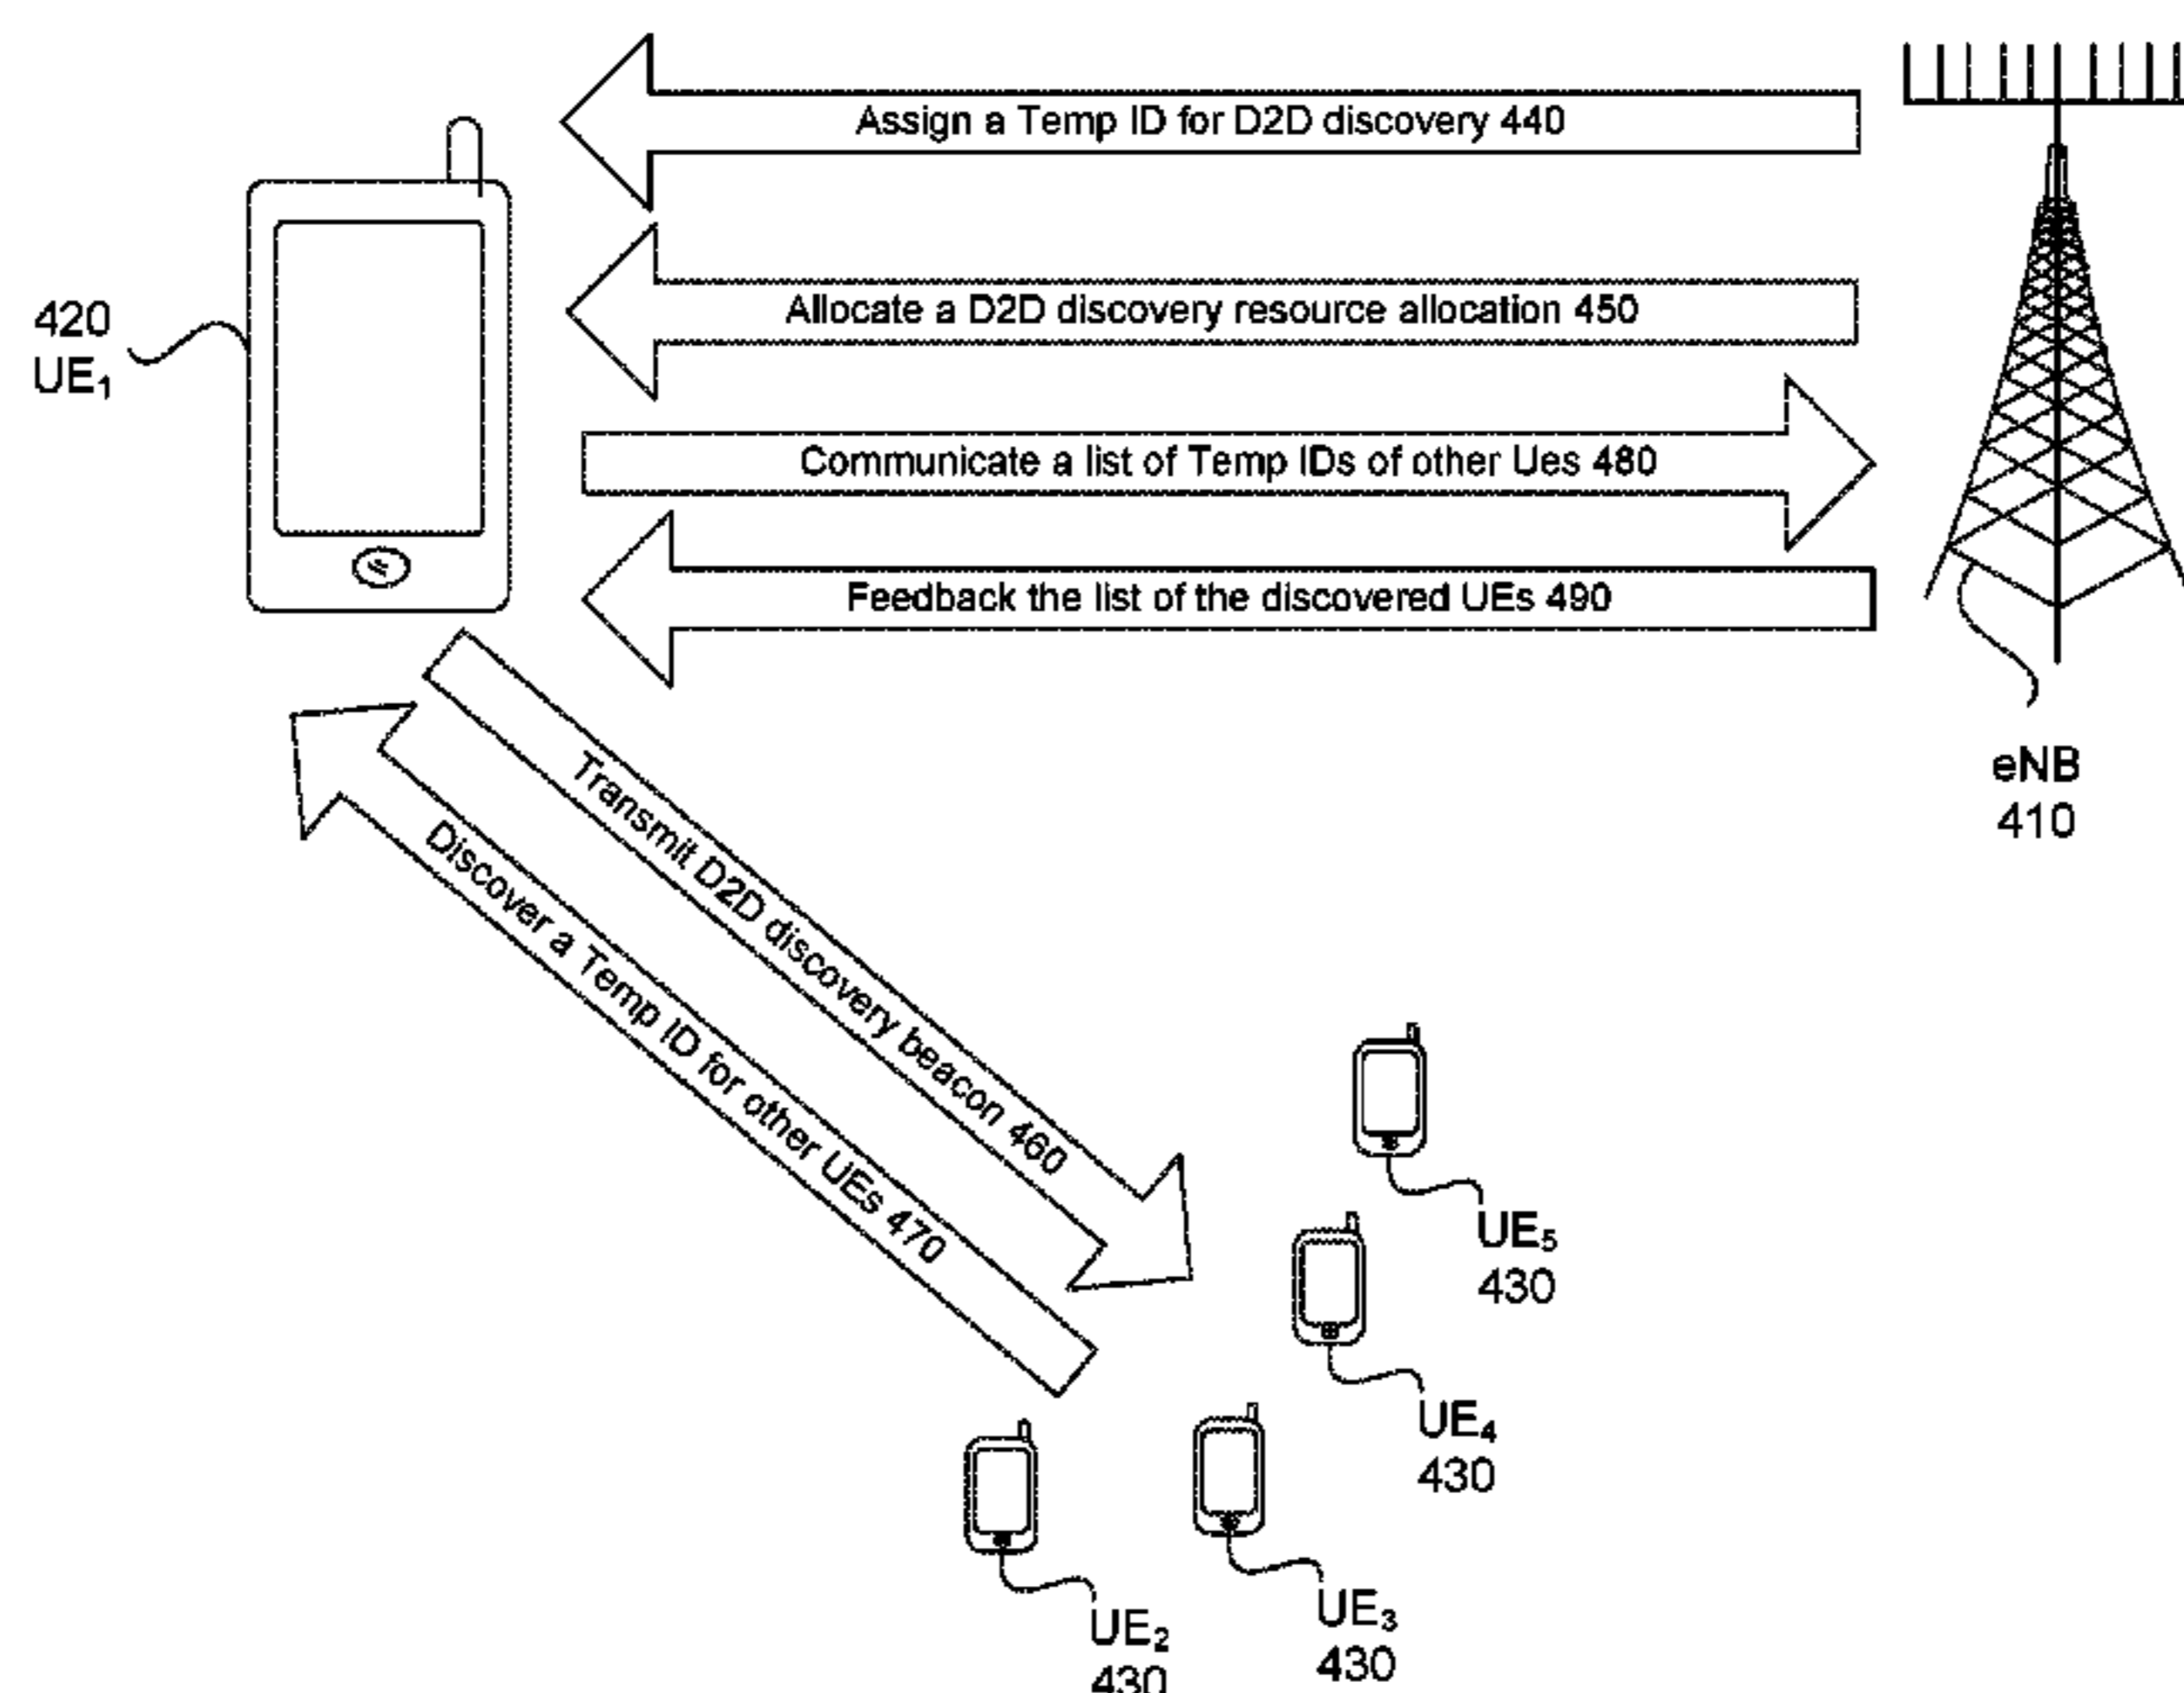 Assign a Temp ID for D2D discovery 440
Allocate a D2D discovery resource allocation 450
420
UE₁
Communicate a list of Temp IDs of other Ues 480
Feedback the list of the discovered UEs 490
eNB
410
Transmit D2D discovery beacon 460
Discover a Temp ID for other UEs 470
UE₅
430
UE₄
430
UE₃
430
UE₂
430